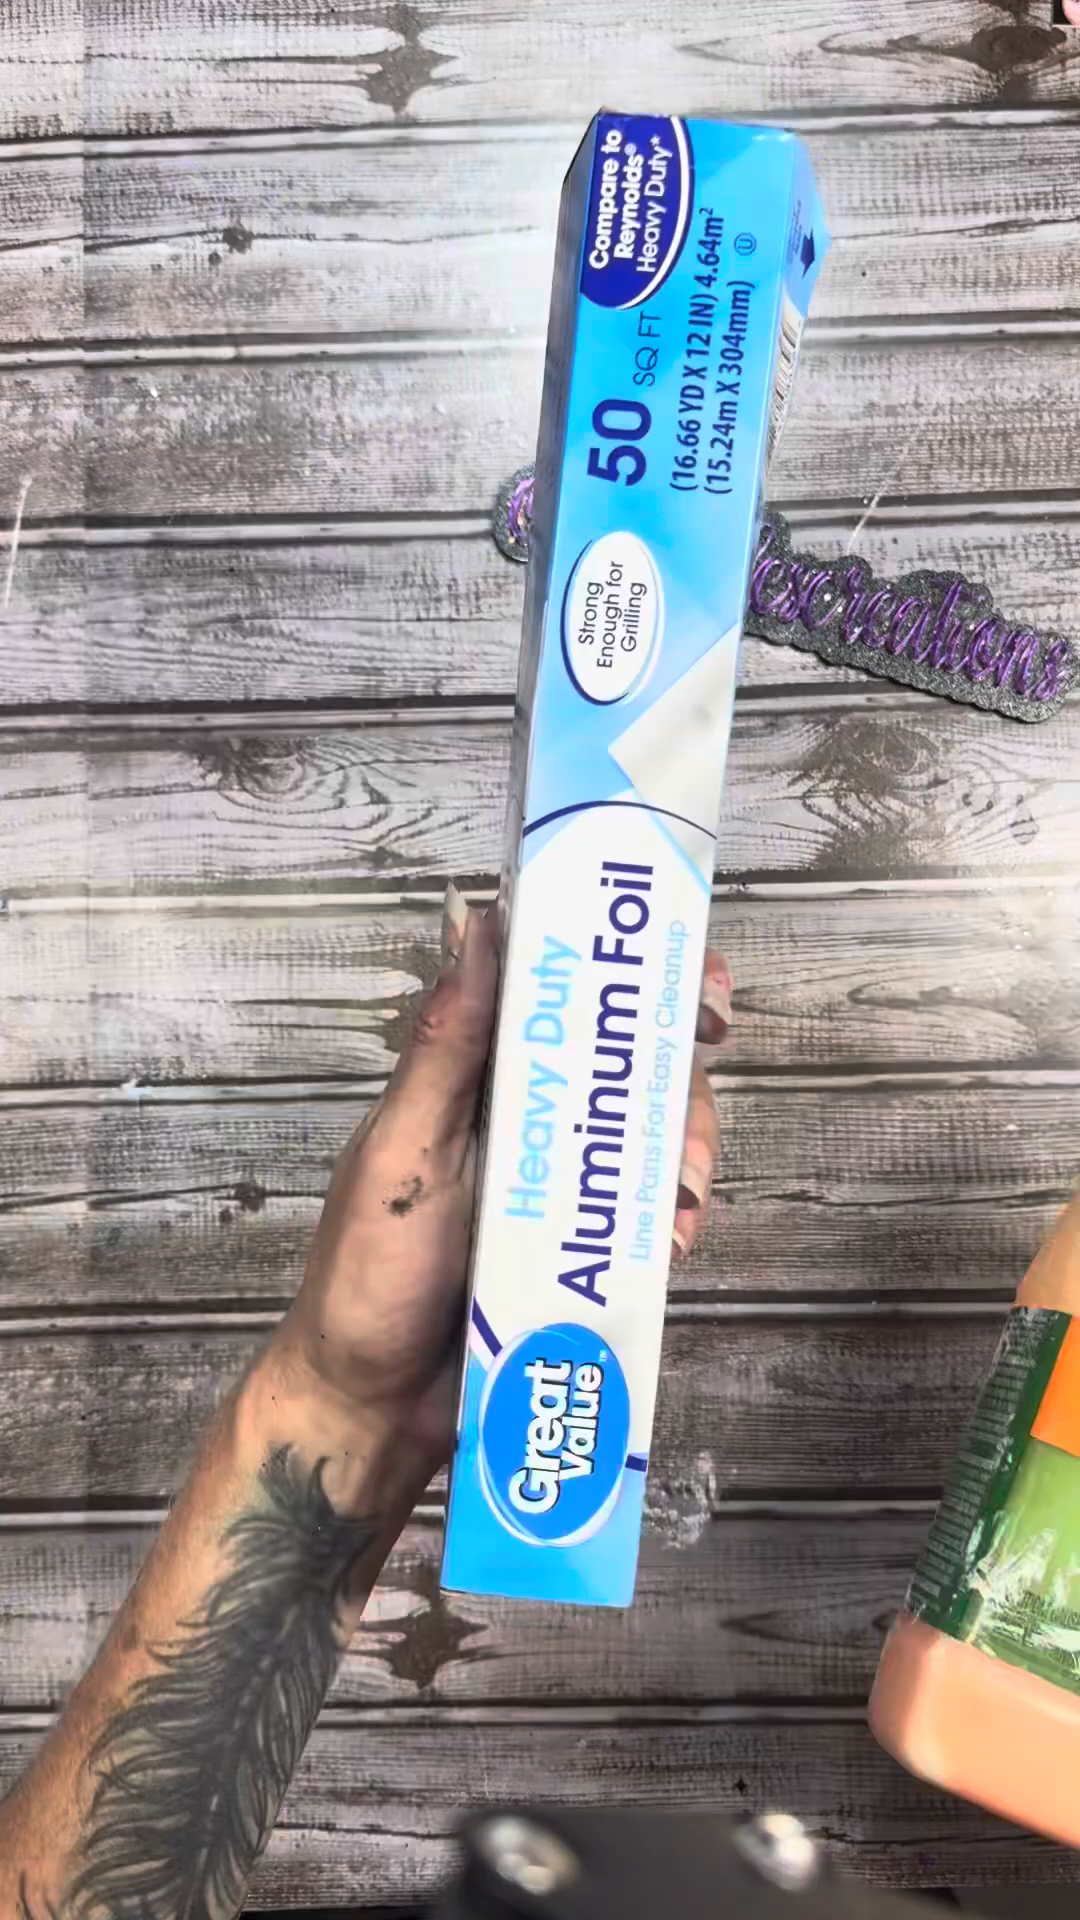 Great
Value™
Heavy Duty
Aluminum Foil
Line Pans For Easy Cleanup
Strong
Enough for
Grilling
50 SQ FT
(16.66 YD X 12 IN) 4.64m²
(15.24m X 304mm) Ⓤ
Compare to
Reynolds®
Heavy Duty*